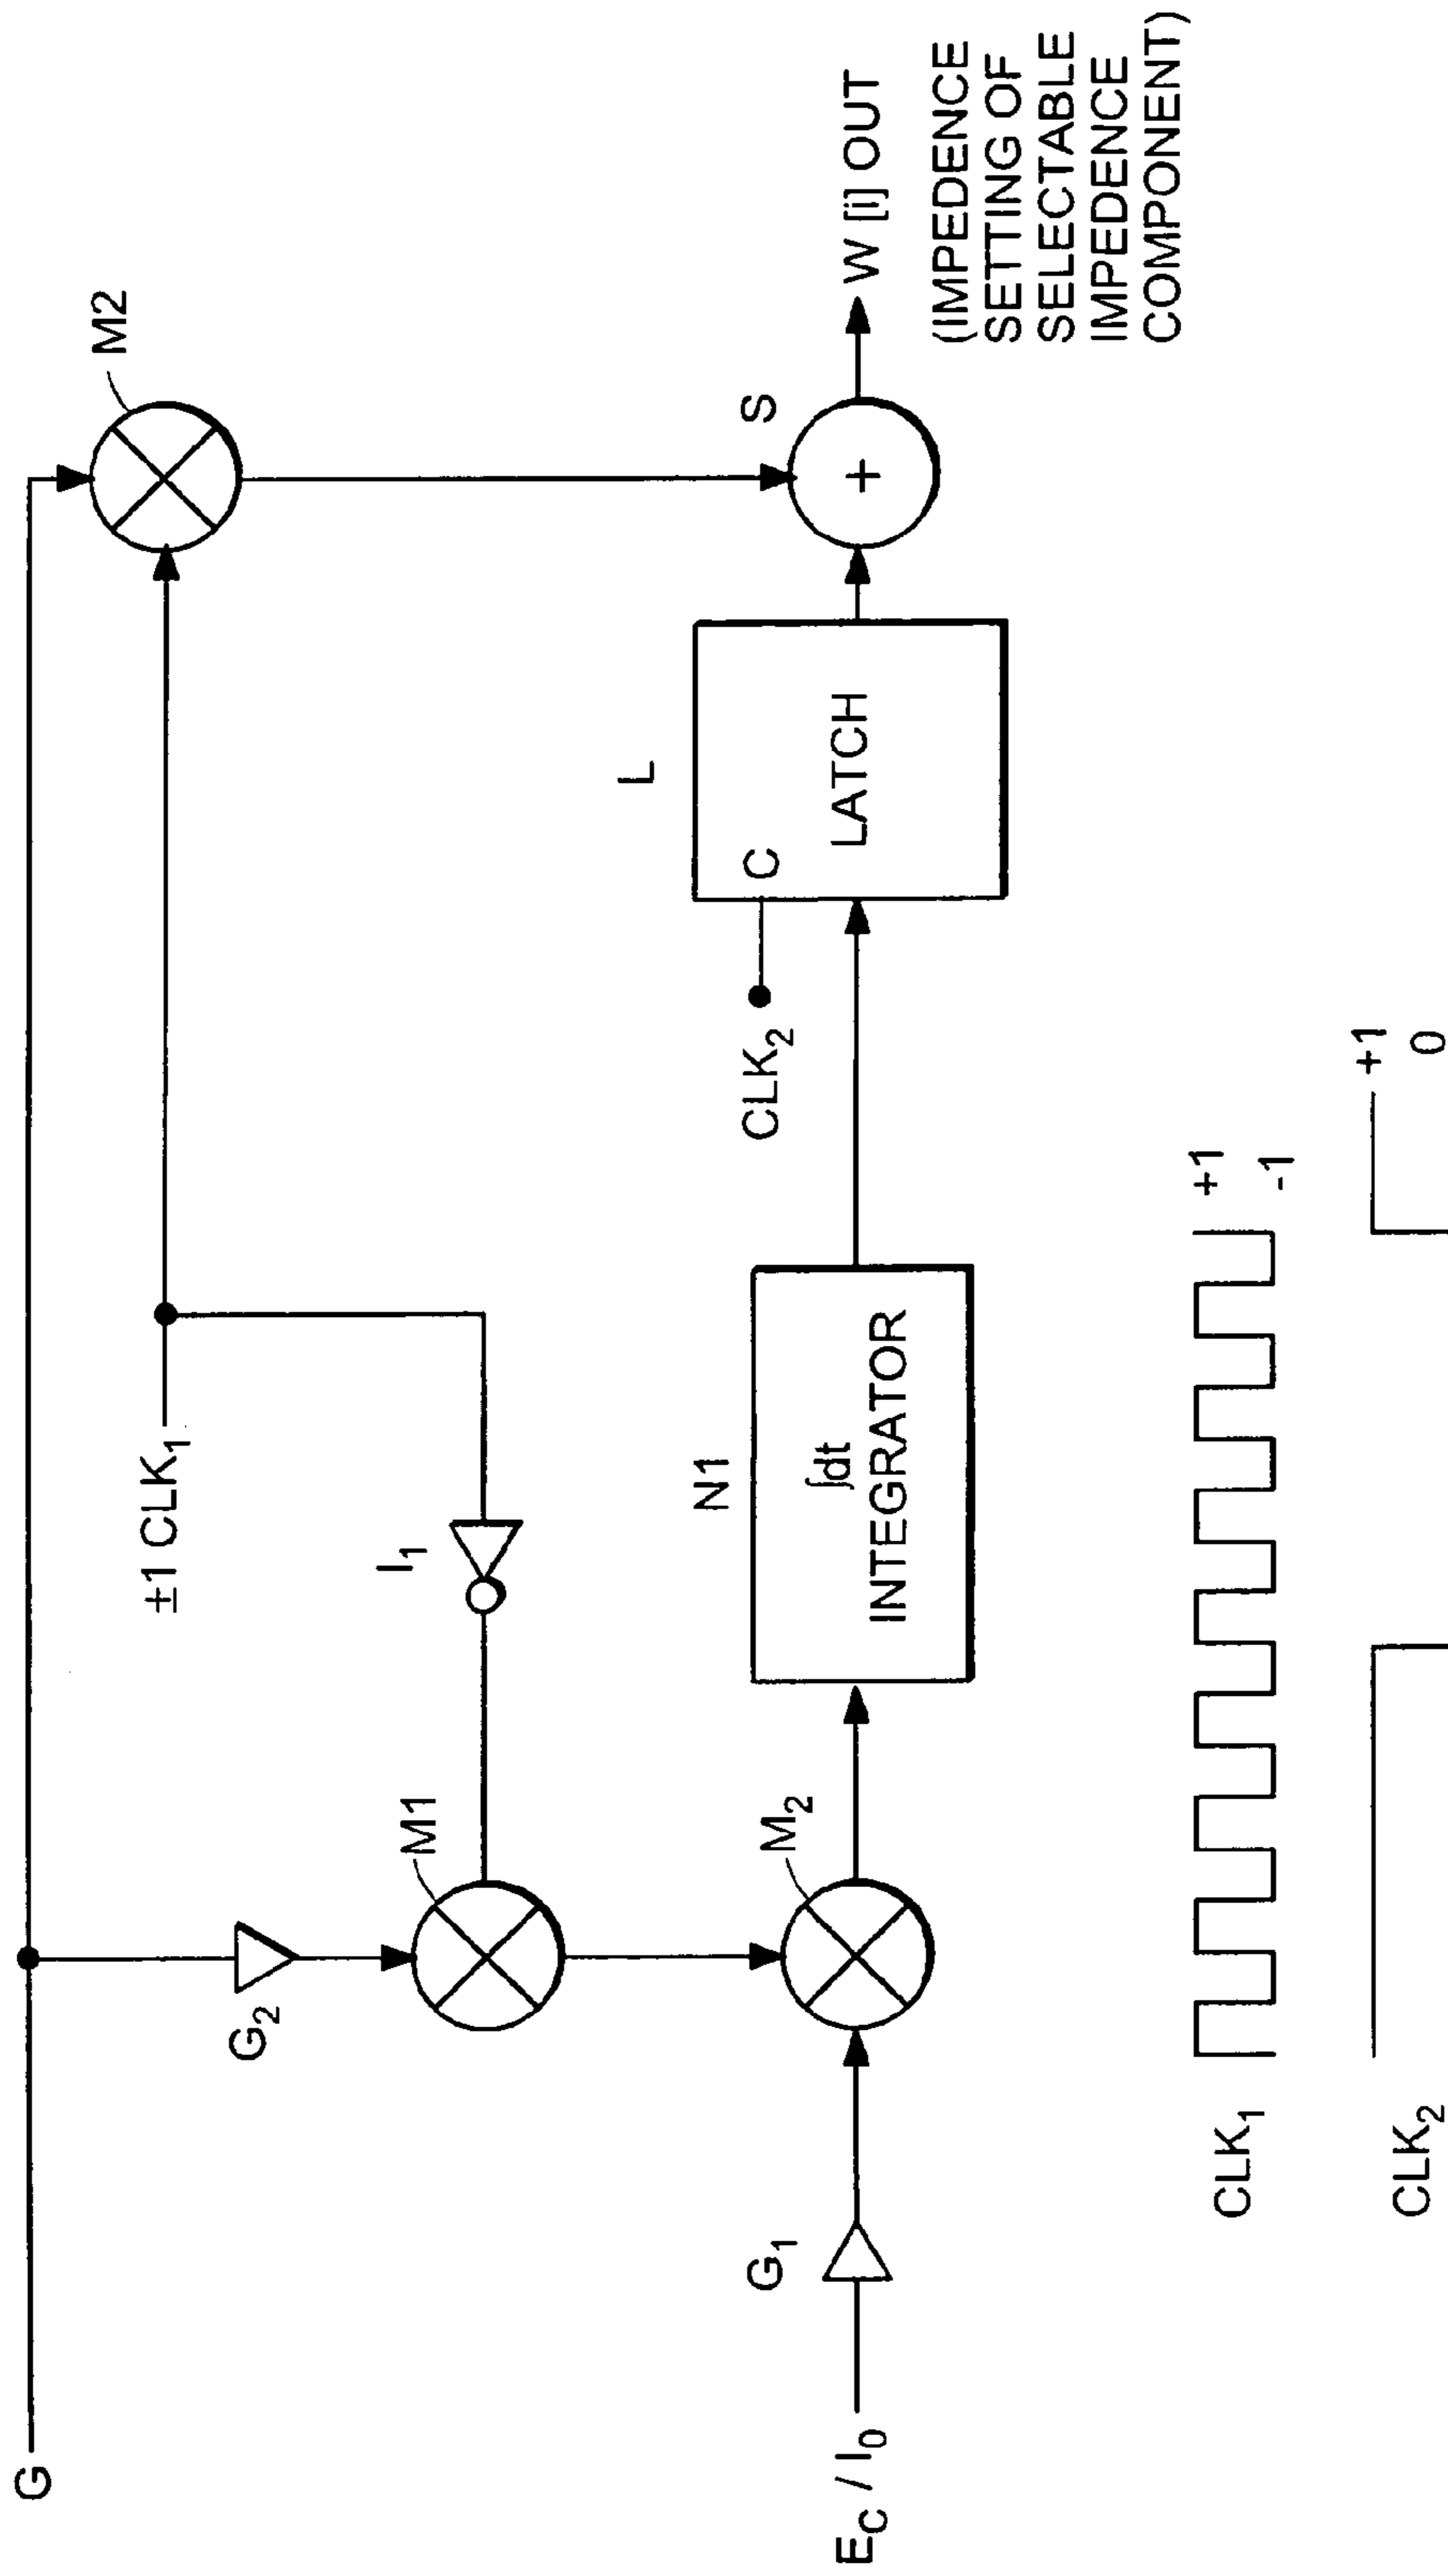 G
M2
±1 CLK₁
G₂
I₁
M1
L
S
W [i] OUT
(IMPEDENCE
SETTING OF
SELECTABLE
IMPEDENCE
COMPONENT)
CLK₂
C
LATCH
N1
∫dt
INTEGRATOR
M₂
G₁
E_C / I₀
+
CLK₁
+1
-1
CLK₂
+1
0